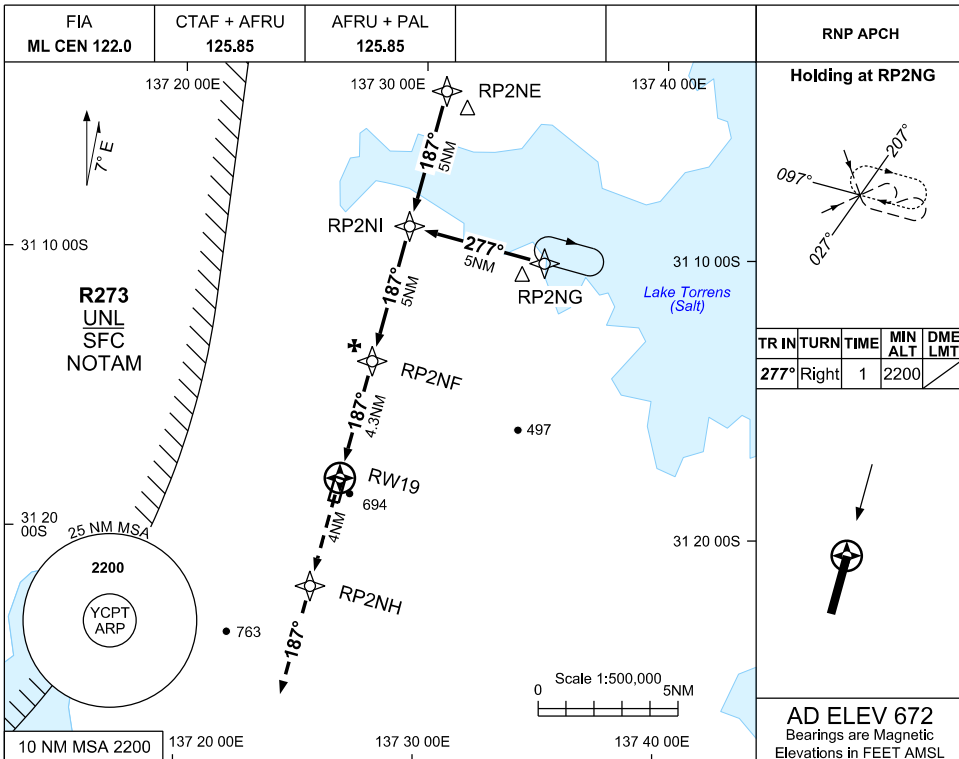 FIA
ML CEN 122.0
CTAF + AFRU
125.85
AFRU + PAL
125.85
RNP APCH
137 20 00E
137 30 00E
137 40 00E
7° E
RP2NE
187°
5NM
RP2NI
277°
5NM
RP2NG
31 10 00S
31 10 00S
Lake Torrens
(Salt)
R273
UNL
SFC
NOTAM
187°
5NM
RP2NF
187°
4.3NM
497
RW19
694
31 20
00S
31 20 00S
25 NM MSA
2200
YCPT
ARP
4NM
RP2NH
763
187°
Scale 1:500,000
0
5NM
10 NM MSA 2200
137 20 00E
137 30 00E
137 40 00E
Holding at RP2NG
207°
097°
027°
TR IN TURN TIME MIN ALT DME LMT
277° Right 1 2200
AD ELEV 672
Bearings are Magnetic
Elevations in FEET AMSL